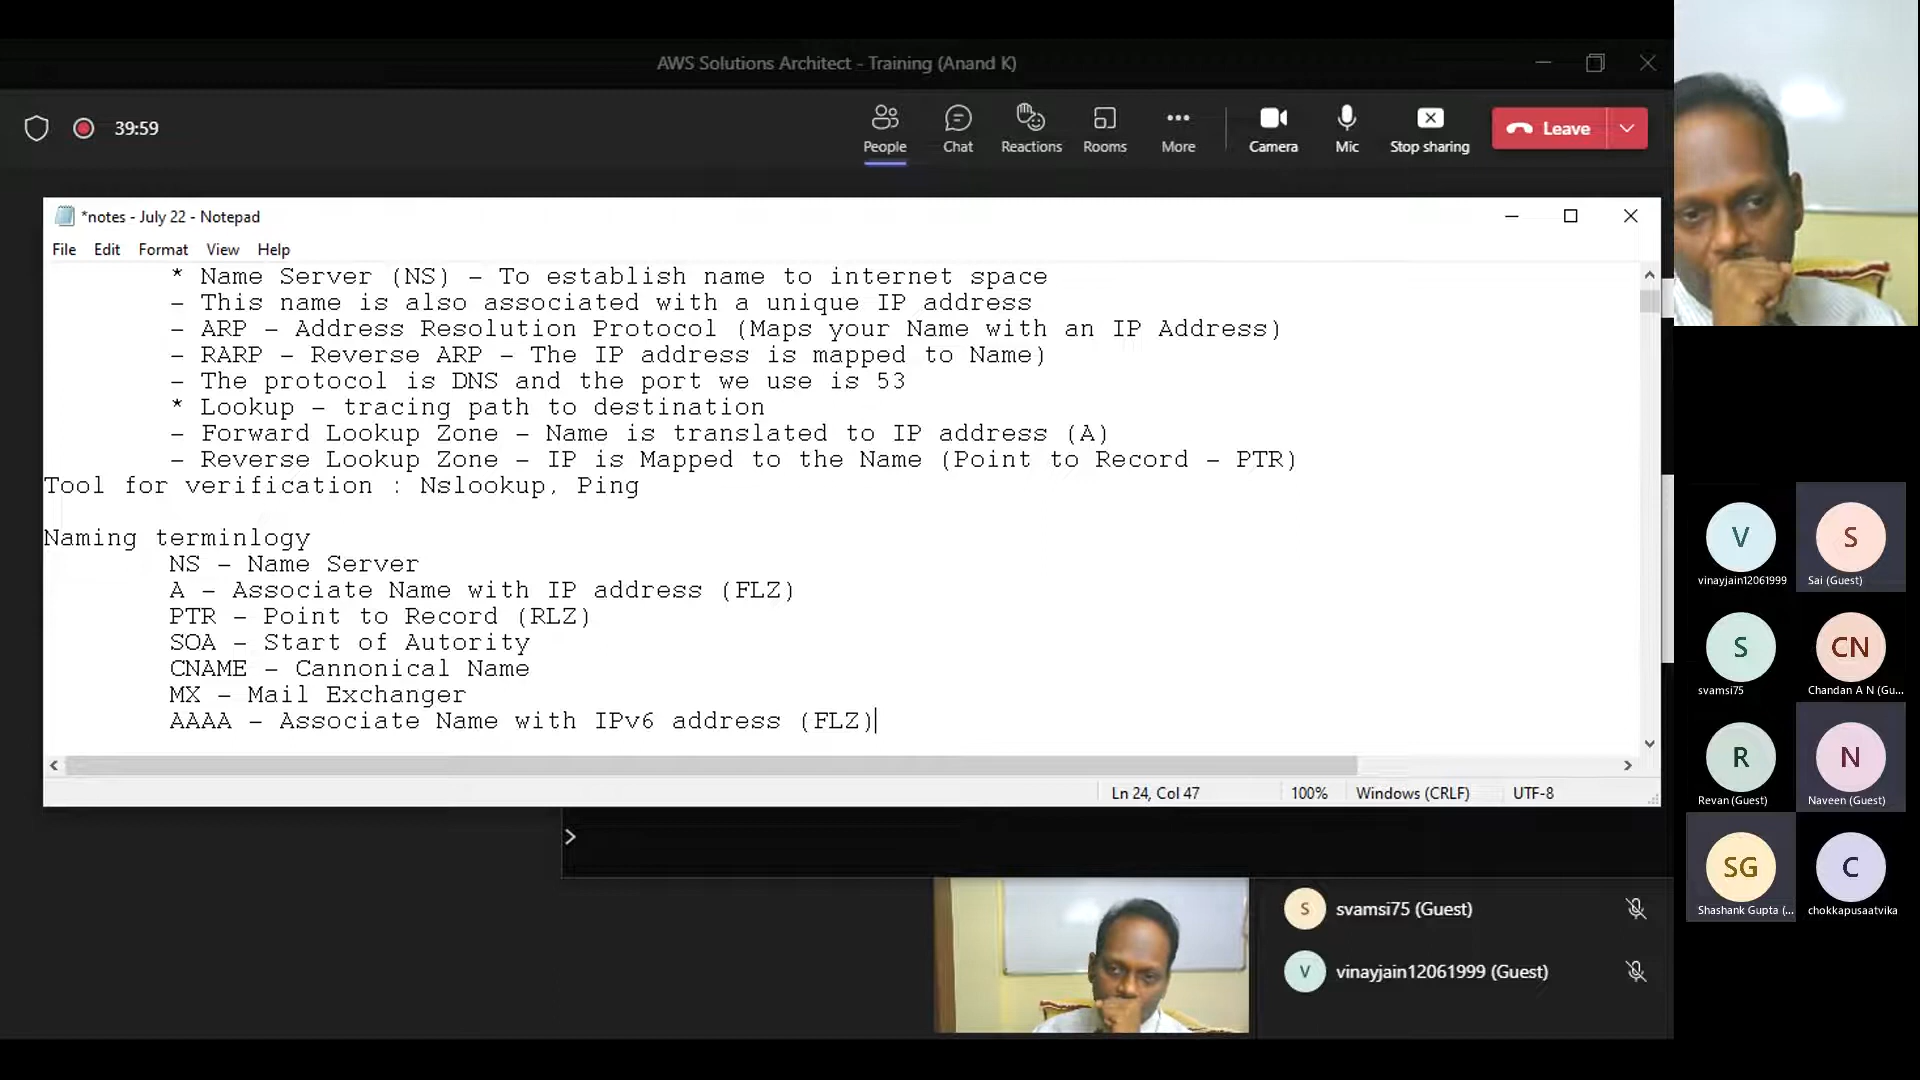 AWS Solutions Architect - Training (Anand K)
39:59
People
Chat
Reactions
Rooms
More
Camera
Mic
Stop sharing
Leave
*notes - July 22 - Notepad
File Edit Format View Help
* Name Server (NS) - To establish name to internet space
- This name is also associated with a unique IP address
- ARP - Address Resolution Protocol (Maps your Name with an IP Address)
- RARP - Reverse ARP - The IP address is mapped to Name)
- The protocol is DNS and the port we use is 53
* Lookup - tracing path to destination
- Forward Lookup Zone - Name is translated to IP address (A)
- Reverse Lookup Zone - IP is Mapped to the Name (Point to Record - PTR)
Tool for verification : Nslookup, Ping
Naming terminlogy
NS - Name Server
A - Associate Name with IP address (FLZ)
PTR - Point to Record (RLZ)
SOA - Start of Autority
CNAME - Cannonical Name
MX - Mail Exchanger
AAAA - Associate Name with IPv6 address (FLZ)
Ln 24, Col 47 100% Windows (CRLF) UTF-8
S svamsi75 (Guest)
V vinayjain12061999 (Guest)
V
vinayjain12061999
S
Sai (Guest)
S
svamsi75
CN
Chandan A N (Gu...
R
Revan (Guest)
N
Naveen (Guest)
SG
Shashank Gupta (...
C
chokkapusaatvika